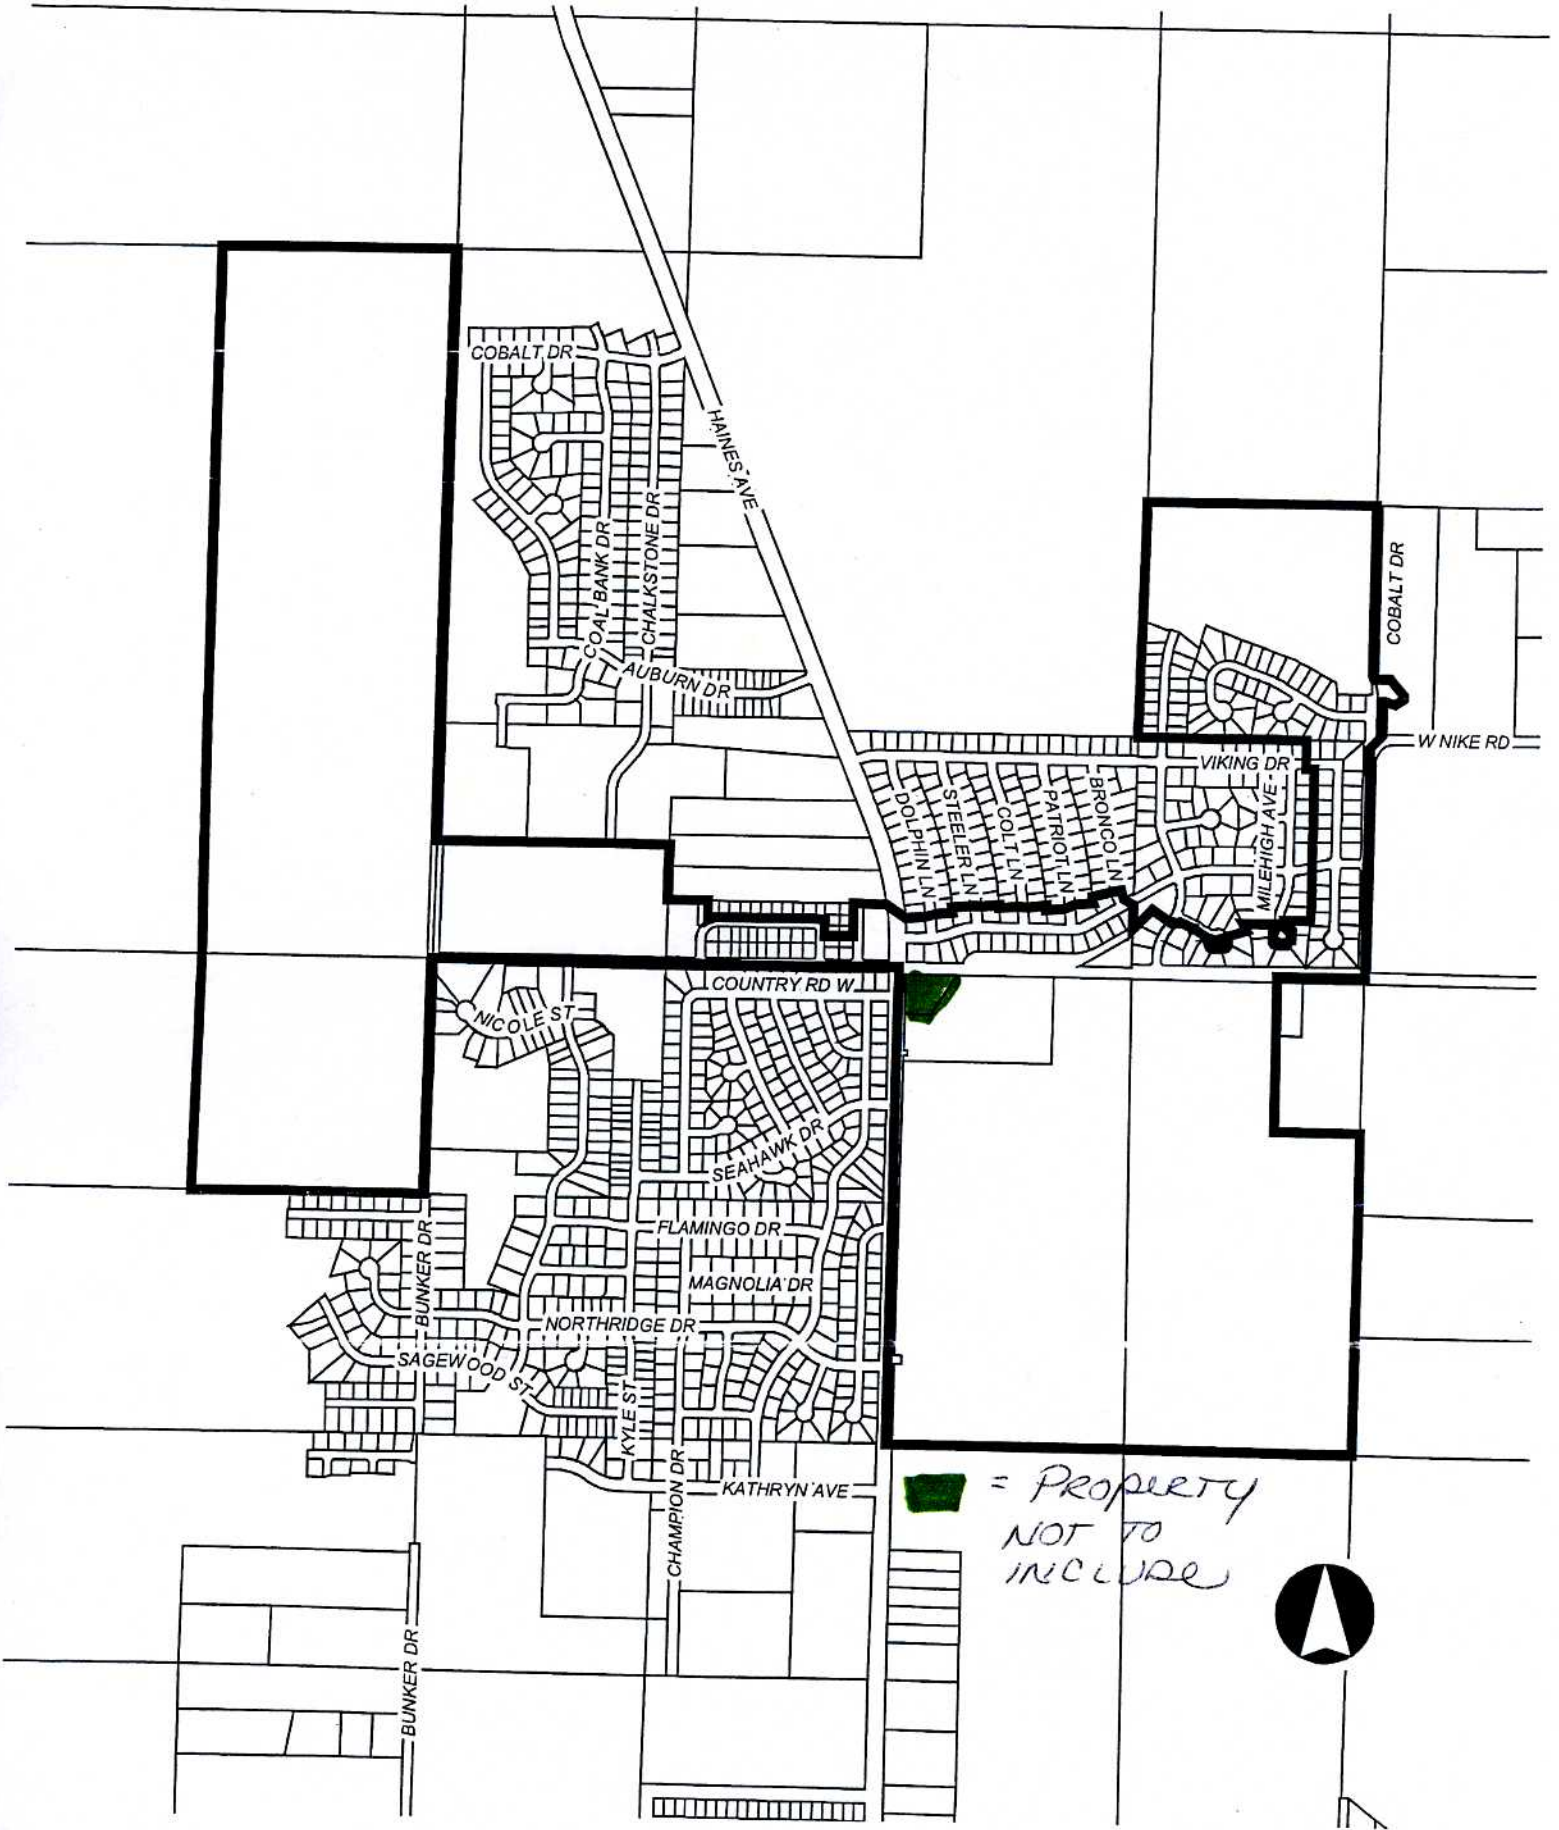 COBALT DR
HAINES AVE
COAL BANK DR
CHALKSTONE DR
COBALT DR
AUBURN DR
W NIKE RD
VIKING DR
DOLPHIN LN
STEELER LN
COLT LN
PATRIOT LN
BRONCO LN
MILEHIGH AVE
COUNTRY RD W
NICOLE ST
SEAHAWK DR
FLAMINGO DR
BUNKER DR
MAGNOLIA DR
NORTHRIDGE DR
SAGEWOOD ST
KYLE ST
KATHRYN AVE
CHAMPION DR
= PROPERTY
NOT TO
INCLUDE
BUNKER DR